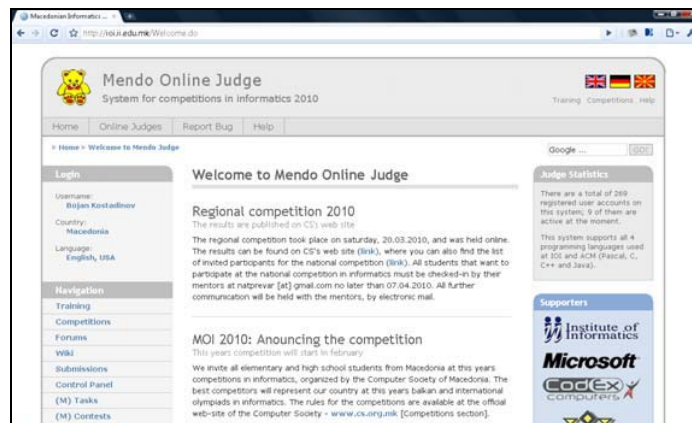 Macedonian Informatics ...
http://ioi.ii.edu.mk/Welcome.do
Mendo Online Judge
System for competitions in informatics 2010
Training Competitions Help
Home Online Judges Report Bug Help
Home > Welcome to Mendo Judge
Google ... GO!
Login
Username:
Bojan Kostadinov
Country:
Macedonia
Language:
English, USA
Navigation
Training
Competitions
Forums
Wiki
Submissions
Control Panel
(M) Tasks
(M) Contests
Welcome to Mendo Online Judge
Regional competition 2010
The results are published on CS's web site
The regional competition took place on saturday, 20.03.2010, and was held online.
The results can be found on CS's web site (link), where you can also find the list
of invited participants for the national competition (link). All students that want to
participate at the national competition in informatics must be checked-in by their
mentors at natprevar [at] gmail.com no later than 07.04.2010. All further
communication will be held with the mentors, by electronic mail.
MOI 2010: Anouncing the competition
This years competition will start in february
We invite all elementary and high school students from Macedonia at this years
competitions in informatics, organized by the Computer Society of Macedonia. The
best competitors will represent our country at this years balkan and international
olympiads in informatics. The rules for the competitions are available at the official
web-site of the Computer Society - www.cs.org.mk [Competitions section].
Judge Statistics
There are a total of 269
registered user accounts on
this system; 9 of them are
active at the moment.
This system supports all 4
programming languages used
at IOI and ACM (Pascal, C,
C++ and Java).
Supporters
Institute of
Informatics
Microsoft
CodEx
computers